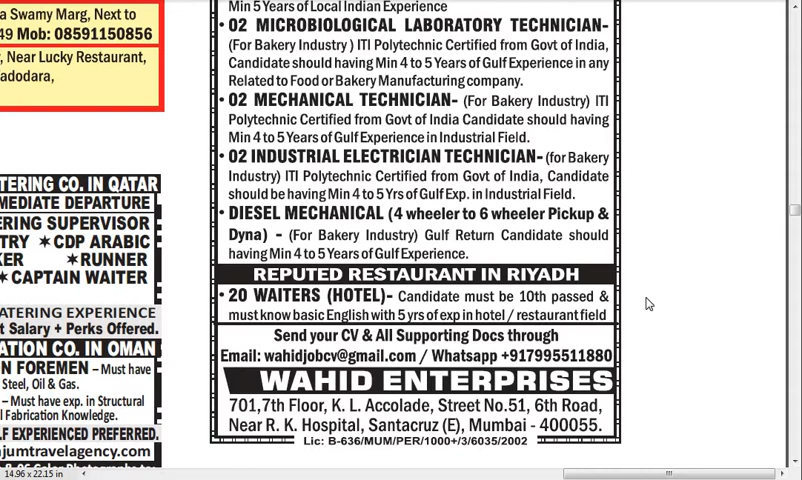 a Swamy Marg, Next to
49 Mob: 08591150856
, Near Lucky Restaurant,
adodara,
TERING CO. IN QATAR
MEDIATE DEPARTURE
ERING SUPERVISOR
TRY ✶CDP ARABIC
KER ✶RUNNER
✶CAPTAIN WAITER
ATERING EXPERIENCE
t Salary + Perks Offered.
ATION CO. IN OMAN
N FOREMEN – Must have
Steel, Oil & Gas.
– Must have exp. in Structural
l Fabrication Knowledge.
LF EXPERIENCED PREFERRED.
jumtravelagency.com
Min 5 Years of Local Indian Experience
• 02 MICROBIOLOGICAL LABORATORY TECHNICIAN-
(For Bakery Industry ) ITI Polytechnic Certified from Govt of India,
Candidate should having Min 4 to 5 Years of Gulf Experience in any
Related to Food or Bakery Manufacturing company.
• 02 MECHANICAL TECHNICIAN- (For Bakery Industry) ITI
Polytechnic Certified from Govt of India Candidate should having
Min 4 to 5 Years of Gulf Experience in Industrial Field.
• 02 INDUSTRIAL ELECTRICIAN TECHNICIAN- (for Bakery
Industry) ITI Polytechnic Certified from Govt of India, Candidate
should be having Min 4 to 5 Yrs of Gulf Exp. in Industrial Field.
• DIESEL MECHANICAL (4 wheeler to 6 wheeler Pickup &
Dyna) - (For Bakery Industry) Gulf Return Candidate should
having Min 4 to 5 Years of Gulf Experience.
REPUTED RESTAURANT IN RIYADH
• 20 WAITERS (HOTEL)- Candidate must be 10th passed &
must know basic English with 5 yrs of exp in hotel / restaurant field
Send your CV & All Supporting Docs through
Email: wahidjobcv@gmail.com / Whatsapp +917995511880
WAHID ENTERPRISES
701,7th Floor, K. L. Accolade, Street No.51, 6th Road,
Near R. K. Hospital, Santacruz (E), Mumbai - 400055.
Lic: B-636/MUM/PER/1000+/3/6035/2002
14.96 x 22.15 in